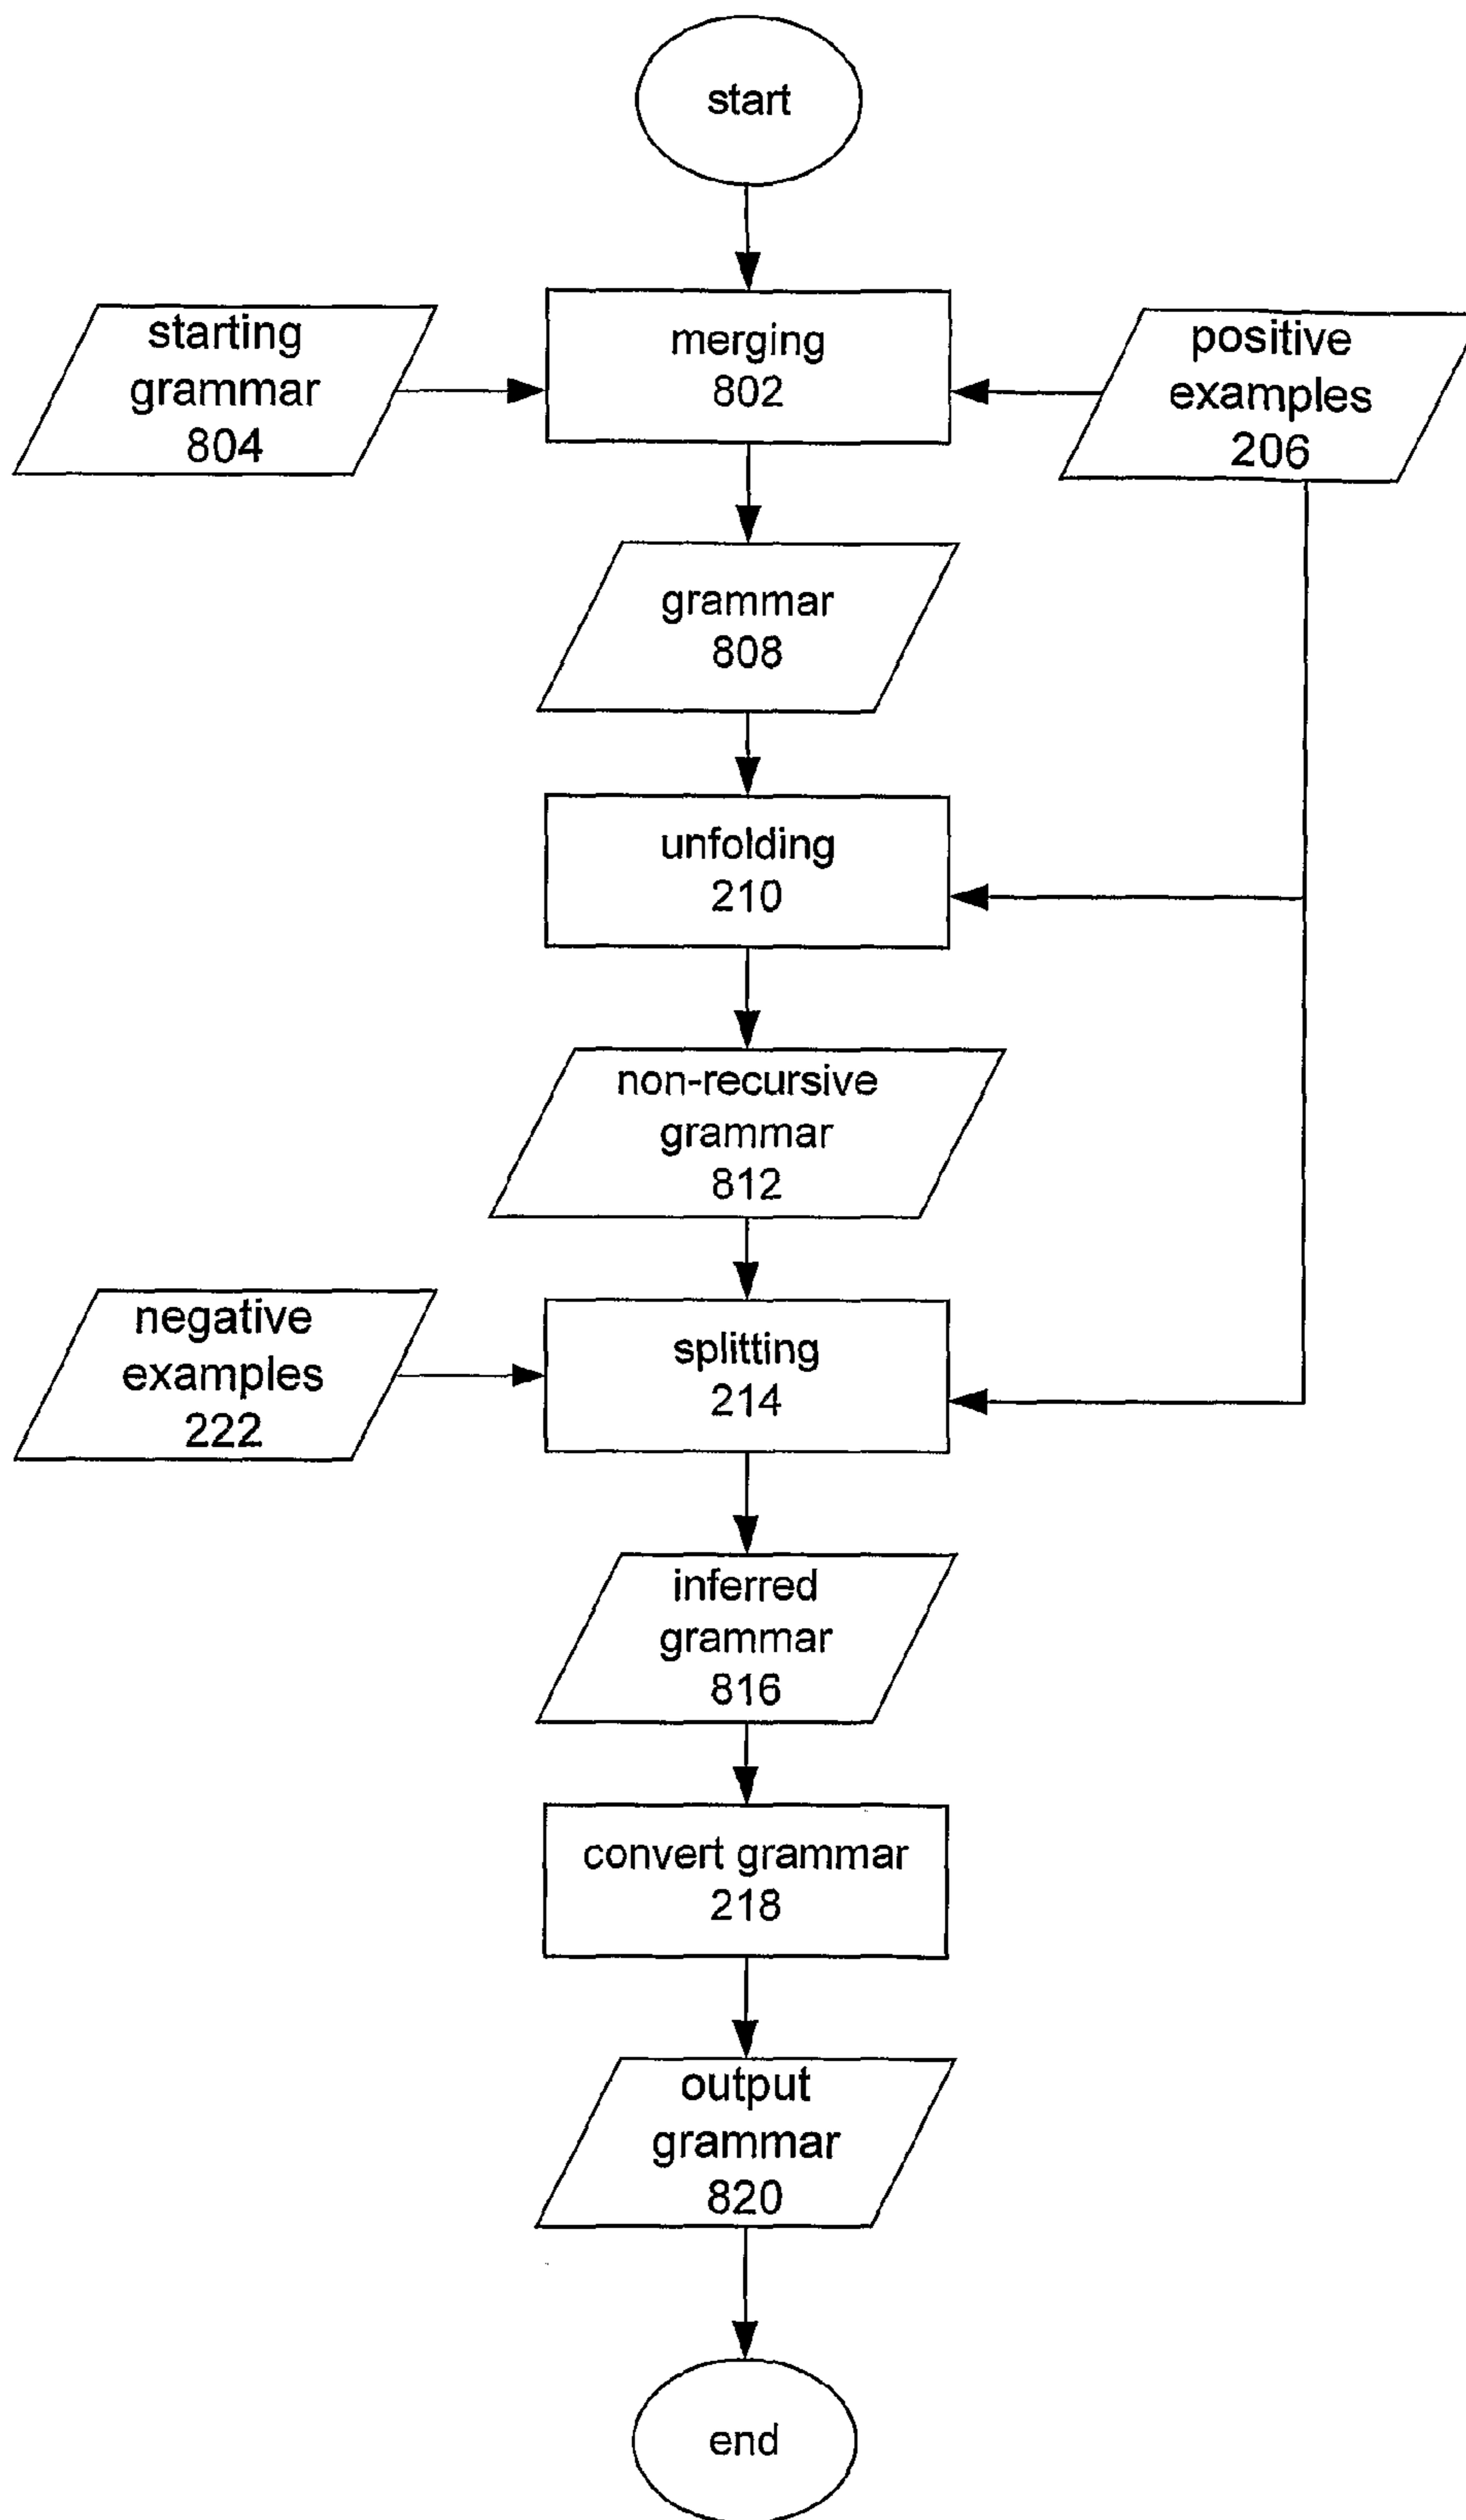 start
starting
grammar
804
merging
802
positive
examples
206
grammar
808
unfolding
210
non-recursive
grammar
812
negative
examples
222
splitting
214
inferred
grammar
816
convert grammar
218
output
grammar
820
end